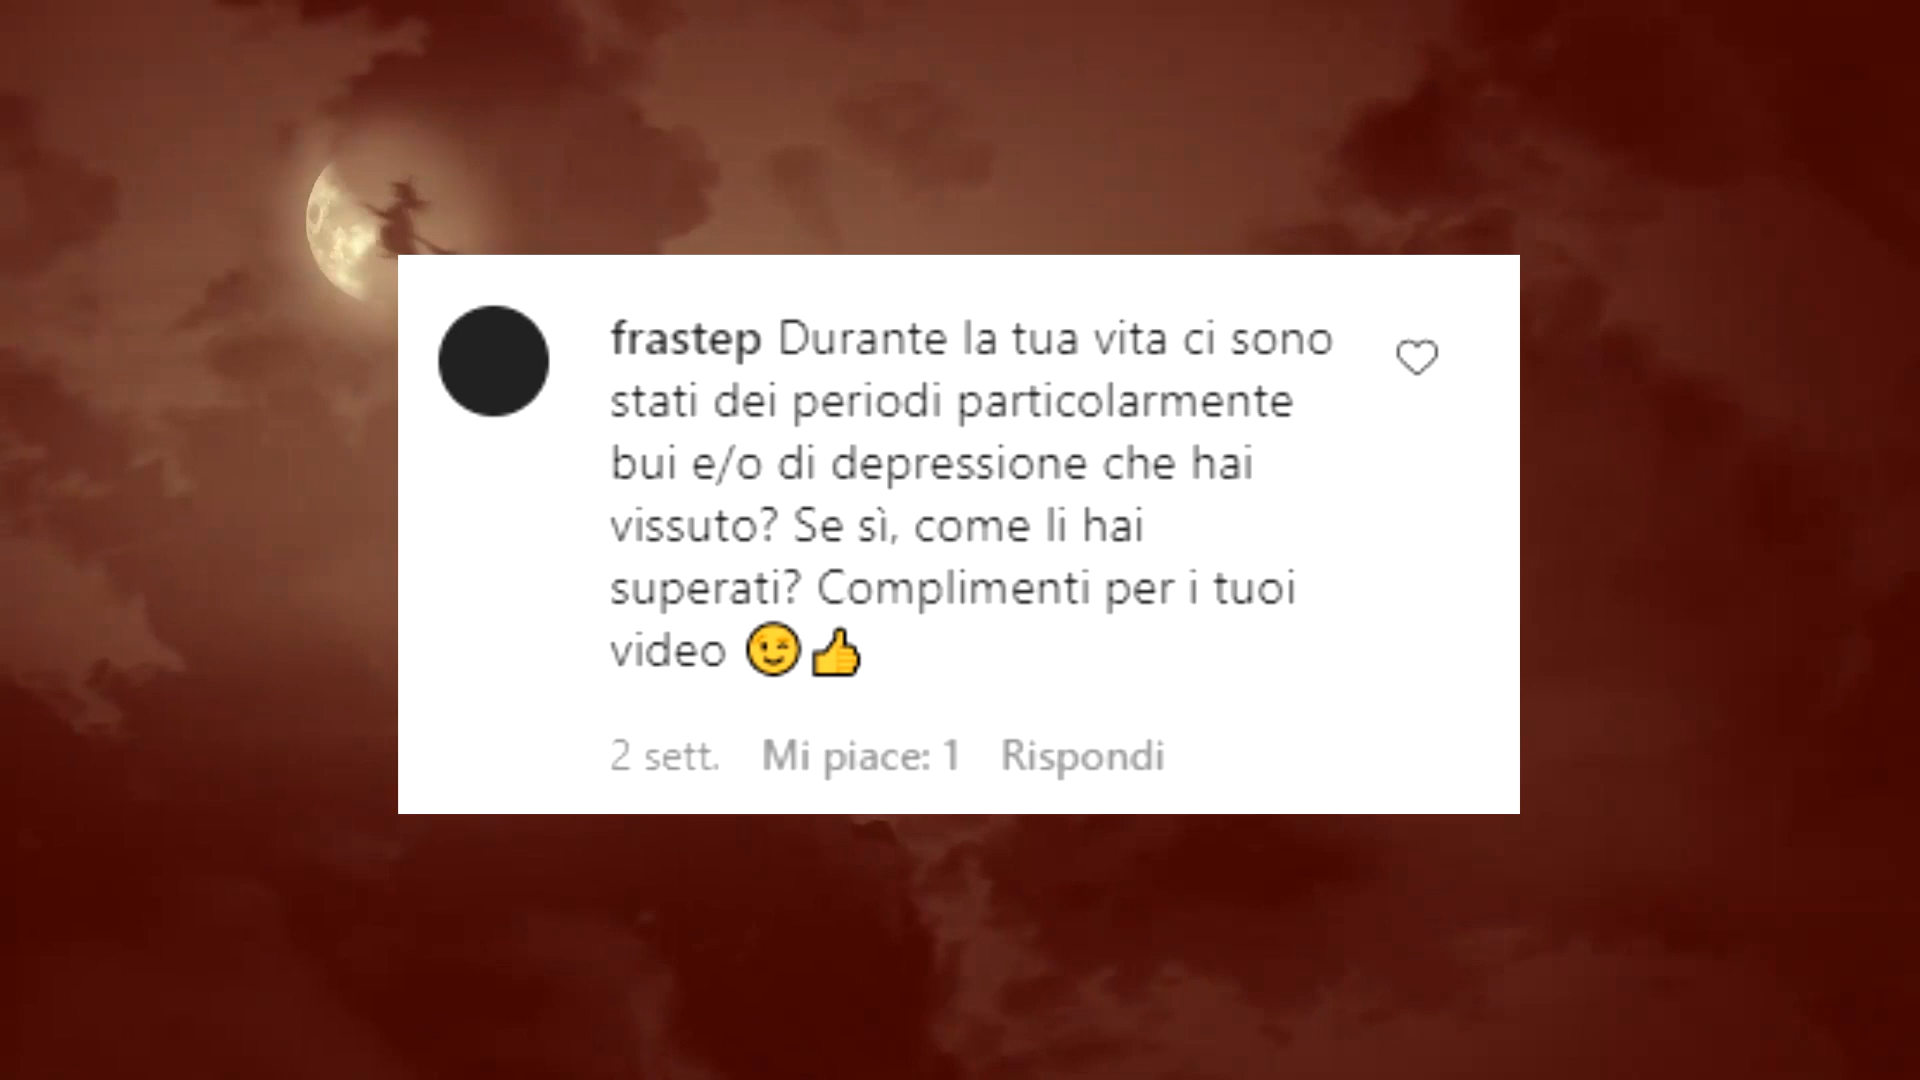 frastep Durante la tua vita ci sono
stati dei periodi particolarmente
bui e/o di depressione che hai
vissuto? Se sì, come li hai
superati? Complimenti per i tuoi
video 😉👍
2 sett. Mi piace: 1 Rispondi